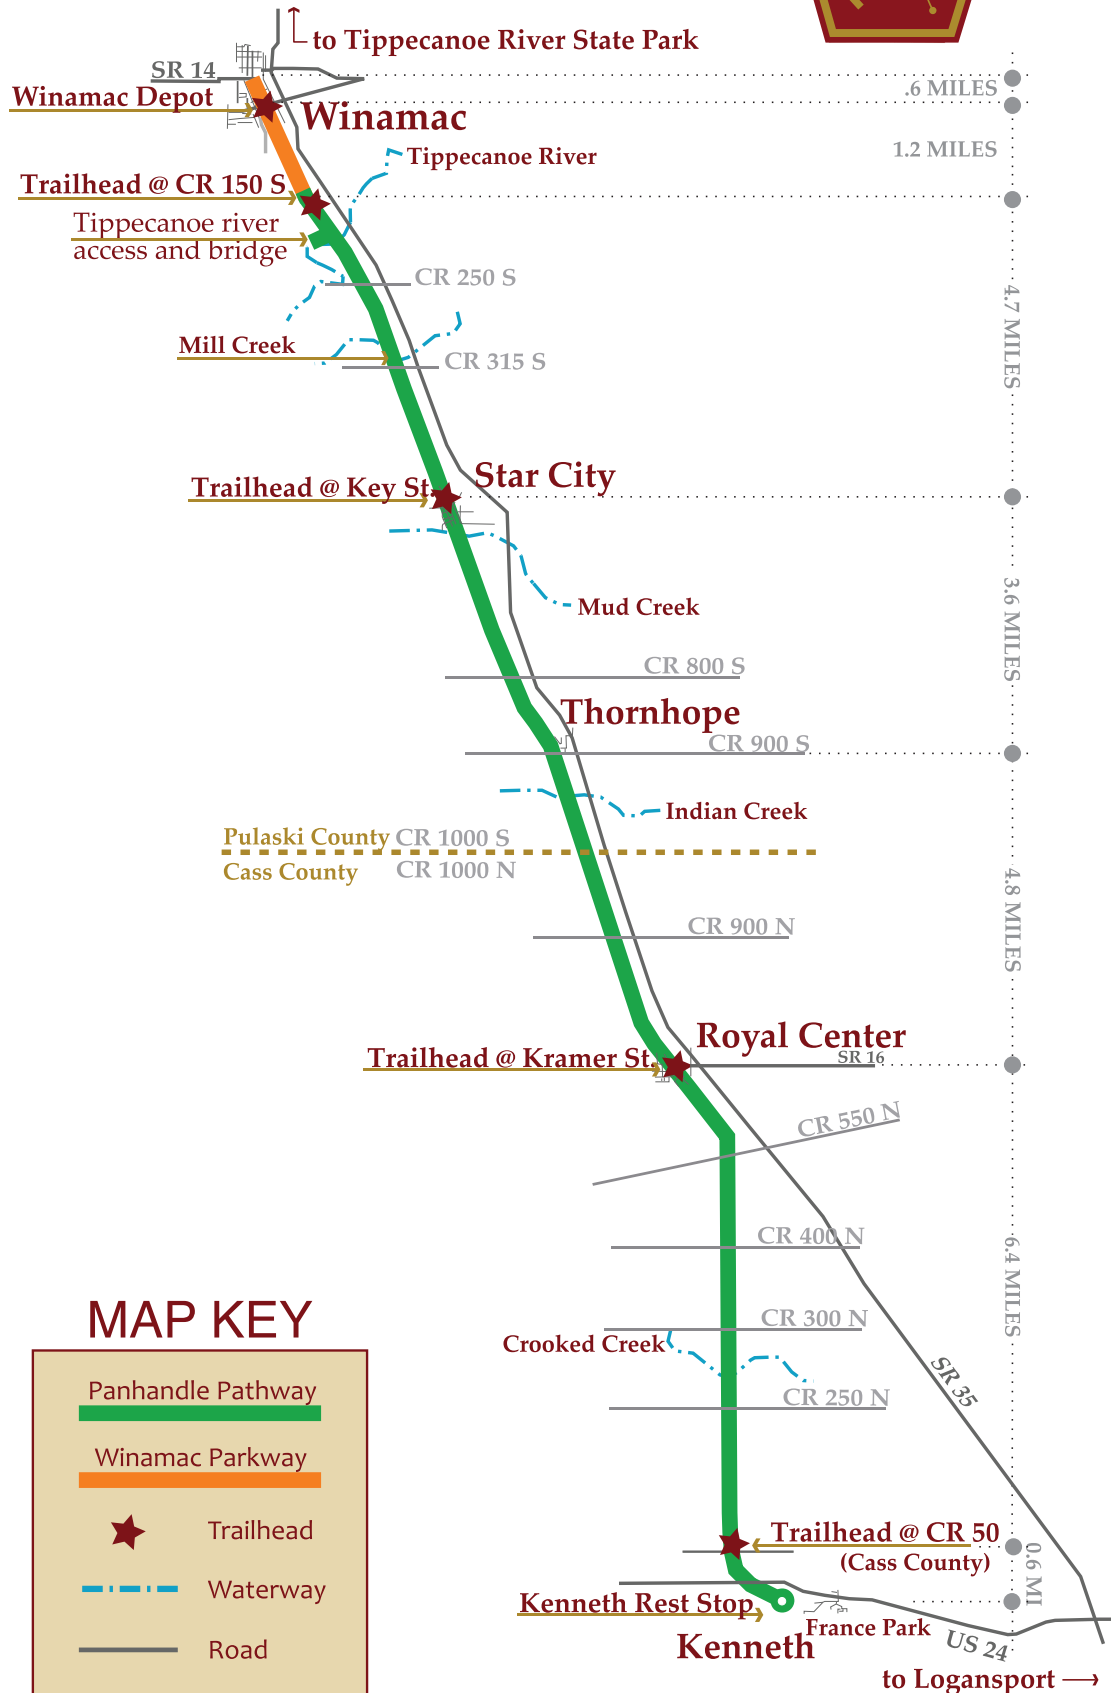 to Tippecanoe River State Park
SR 14
.6 MILES
Winamac Depot
Winamac
1.2 MILES
Tippecanoe River
Trailhead @ CR 150 S
Tippecanoe river
access and bridge
CR 250 S
4.7 MILES
Mill Creek
CR 315 S
Star City
Trailhead @ Key St.
3.6 MILES
Mud Creek
CR 800 S
Thornhope
CR 900 S
Indian Creek
Pulaski County
CR 1000 S
Cass County
CR 1000 N
4.8 MILES
CR 900 N
Royal Center
Trailhead @ Kramer St.
SR 16
CR 550 N
CR 400 N
6.4 MILES
CR 300 N
Crooked Creek
SR 35
CR 250 N
Trailhead @ CR 50
(Cass County)
0.6 MI
Kenneth Rest Stop
France Park
Kenneth
US 24
to Logansport
MAP KEY
Panhandle Pathway
Winamac Parkway
Trailhead
Waterway
Road